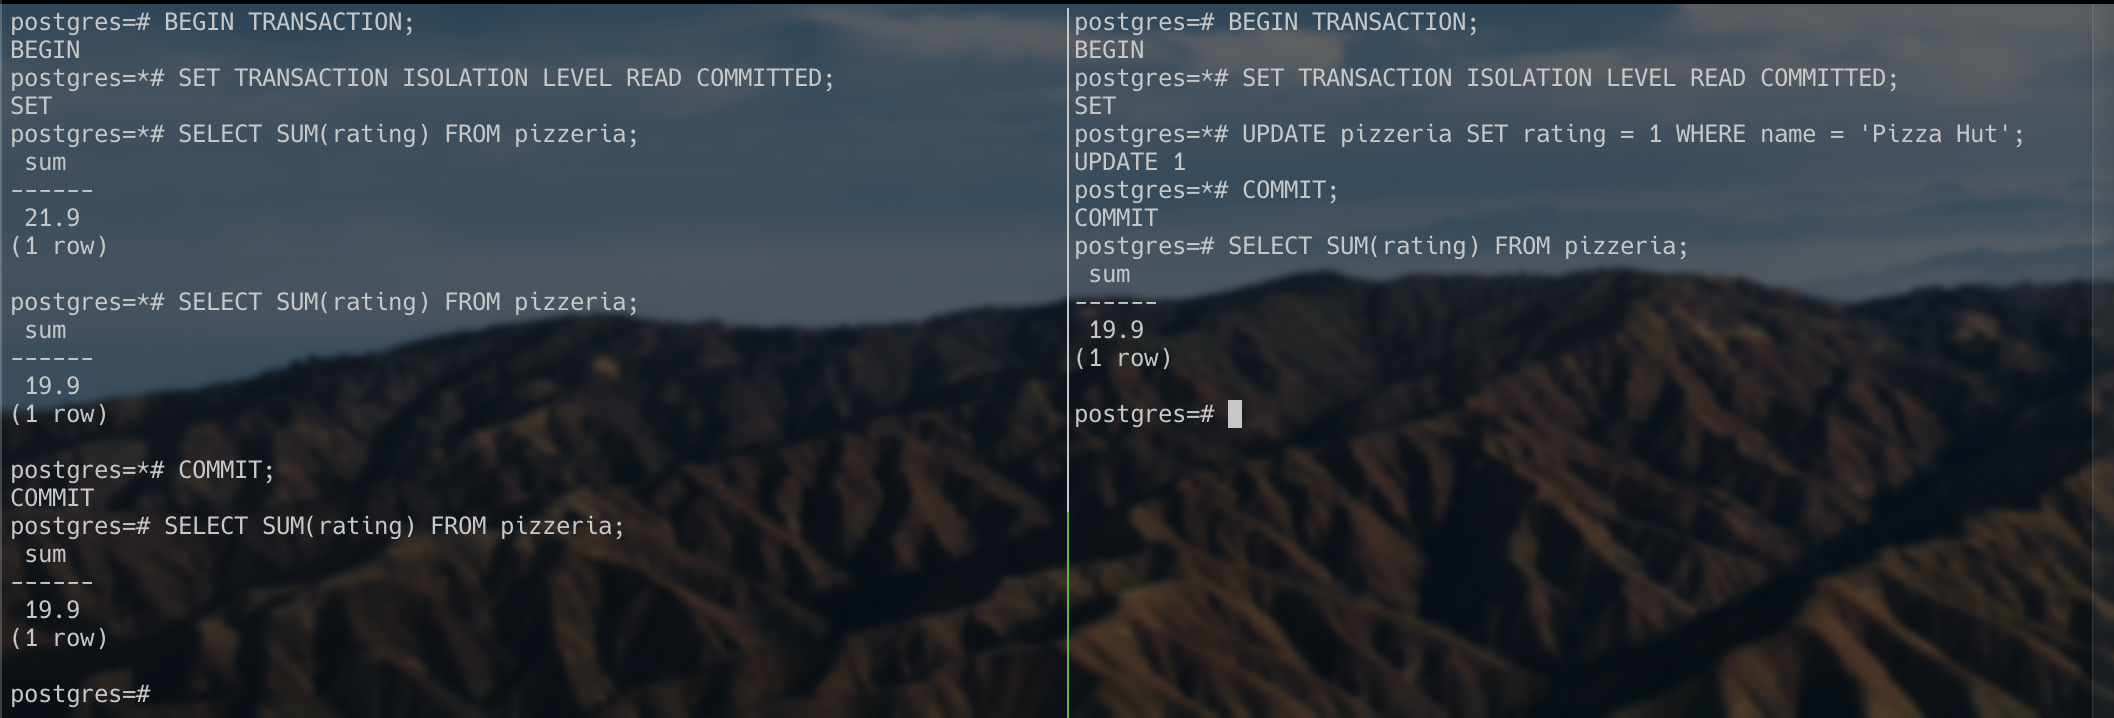 postgres=# BEGIN TRANSACTION;
BEGIN
postgres=*# SET TRANSACTION ISOLATION LEVEL READ COMMITTED;
SET
postgres=*# SELECT SUM(rating) FROM pizzeria;
 sum
------
 21.9
(1 row)

postgres=*# SELECT SUM(rating) FROM pizzeria;
 sum
------
 19.9
(1 row)

postgres=*# COMMIT;
COMMIT
postgres=# SELECT SUM(rating) FROM pizzeria;
 sum
------
 19.9
(1 row)

postgres=#
postgres=# BEGIN TRANSACTION;
BEGIN
postgres=*# SET TRANSACTION ISOLATION LEVEL READ COMMITTED;
SET
postgres=*# UPDATE pizzeria SET rating = 1 WHERE name = 'Pizza Hut';
UPDATE 1
postgres=*# COMMIT;
COMMIT
postgres=# SELECT SUM(rating) FROM pizzeria;
 sum
------
 19.9
(1 row)

postgres=#